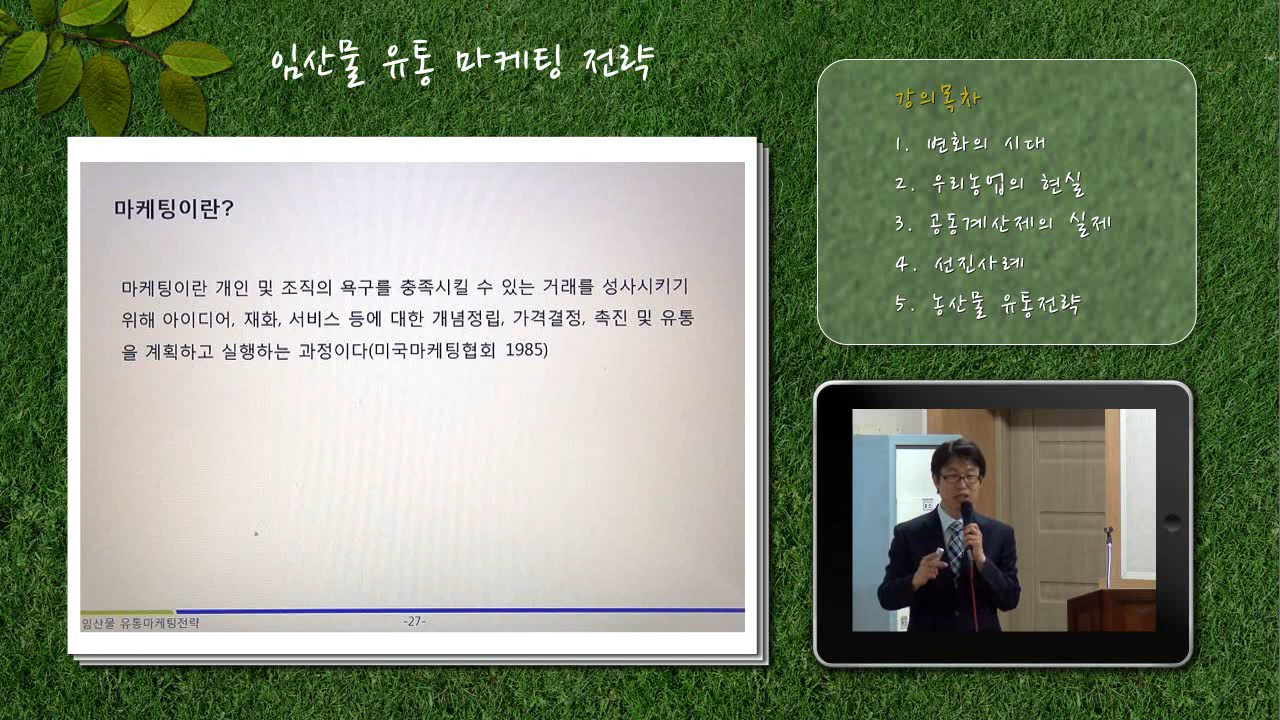 임산물 유통 마케팅 전략
강의목차
1. 변화의 시대
2. 우리농업의 현실
3. 공동계산제의 실제
4. 선진사례
5. 농산물 유통전략
마케팅이란?
마케팅이란 개인 및 조직의 욕구를 충족시킬 수 있는 거래를 성사시키기
위해 아이디어, 재화, 서비스 등에 대한 개념정립, 가격결정, 촉진 및 유통
을 계획하고 실행하는 과정이다(미국마케팅협회 1985)
임산물 유통마케팅전략
-27-